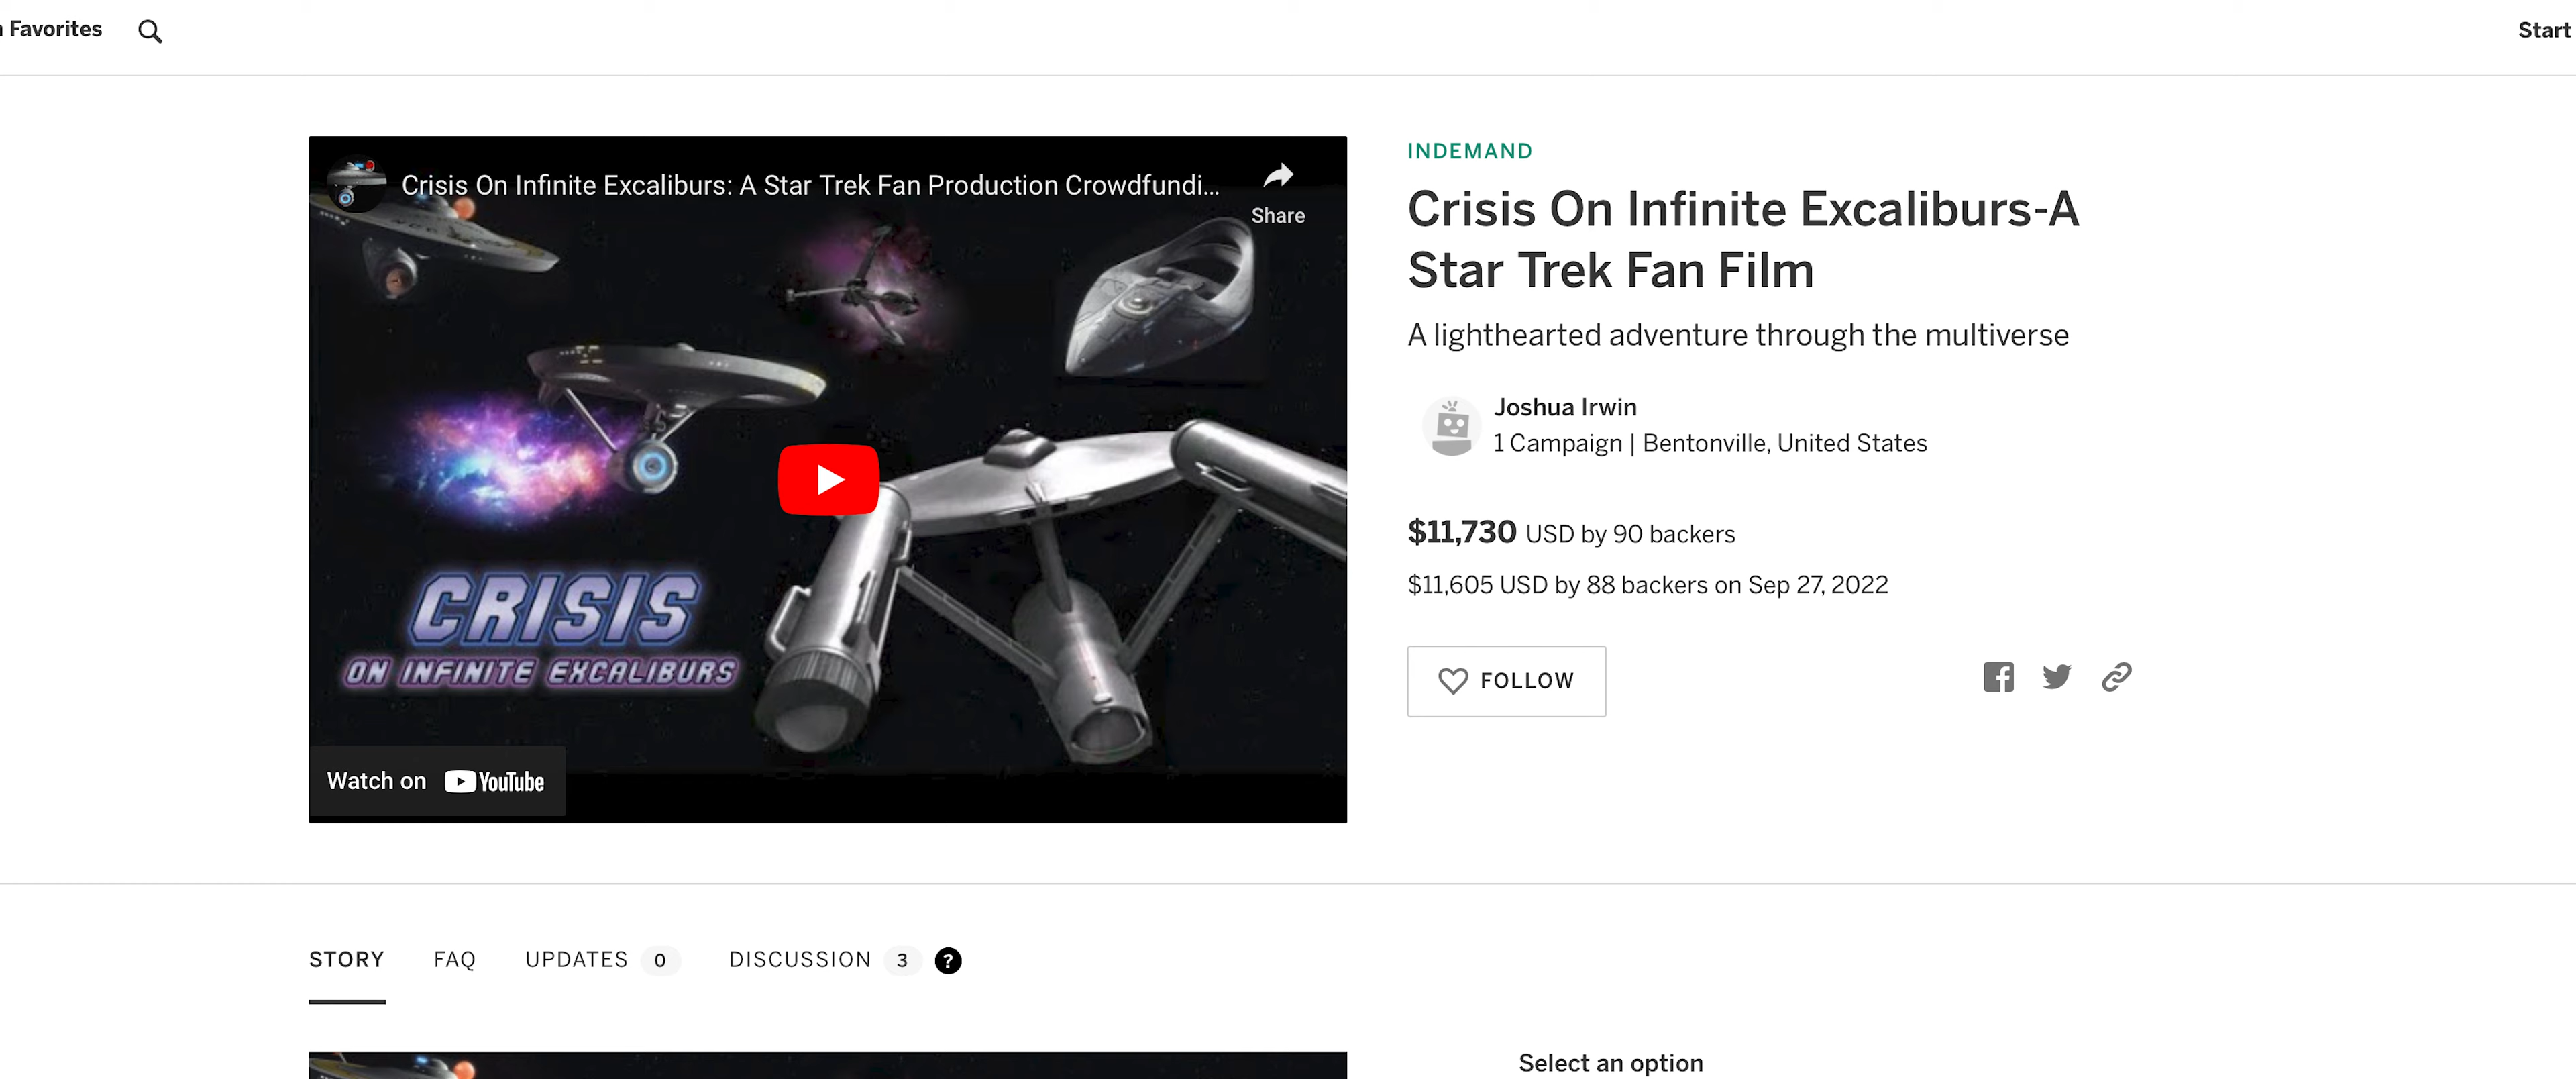 Favorites
Start
Crisis On Infinite Excaliburs: A Star Trek Fan Production Crowdfundi...
Share
CRISIS
ON INFINITE EXCALIBURS
Watch on YouTube
INDEMAND
Crisis On Infinite Excaliburs-A
Star Trek Fan Film
A lighthearted adventure through the multiverse
Joshua Irwin
1 Campaign | Bentonville, United States
$11,730 USD by 90 backers
$11,605 USD by 88 backers on Sep 27, 2022
FOLLOW
STORY FAQ UPDATES 0 DISCUSSION 3 ?
Select an option